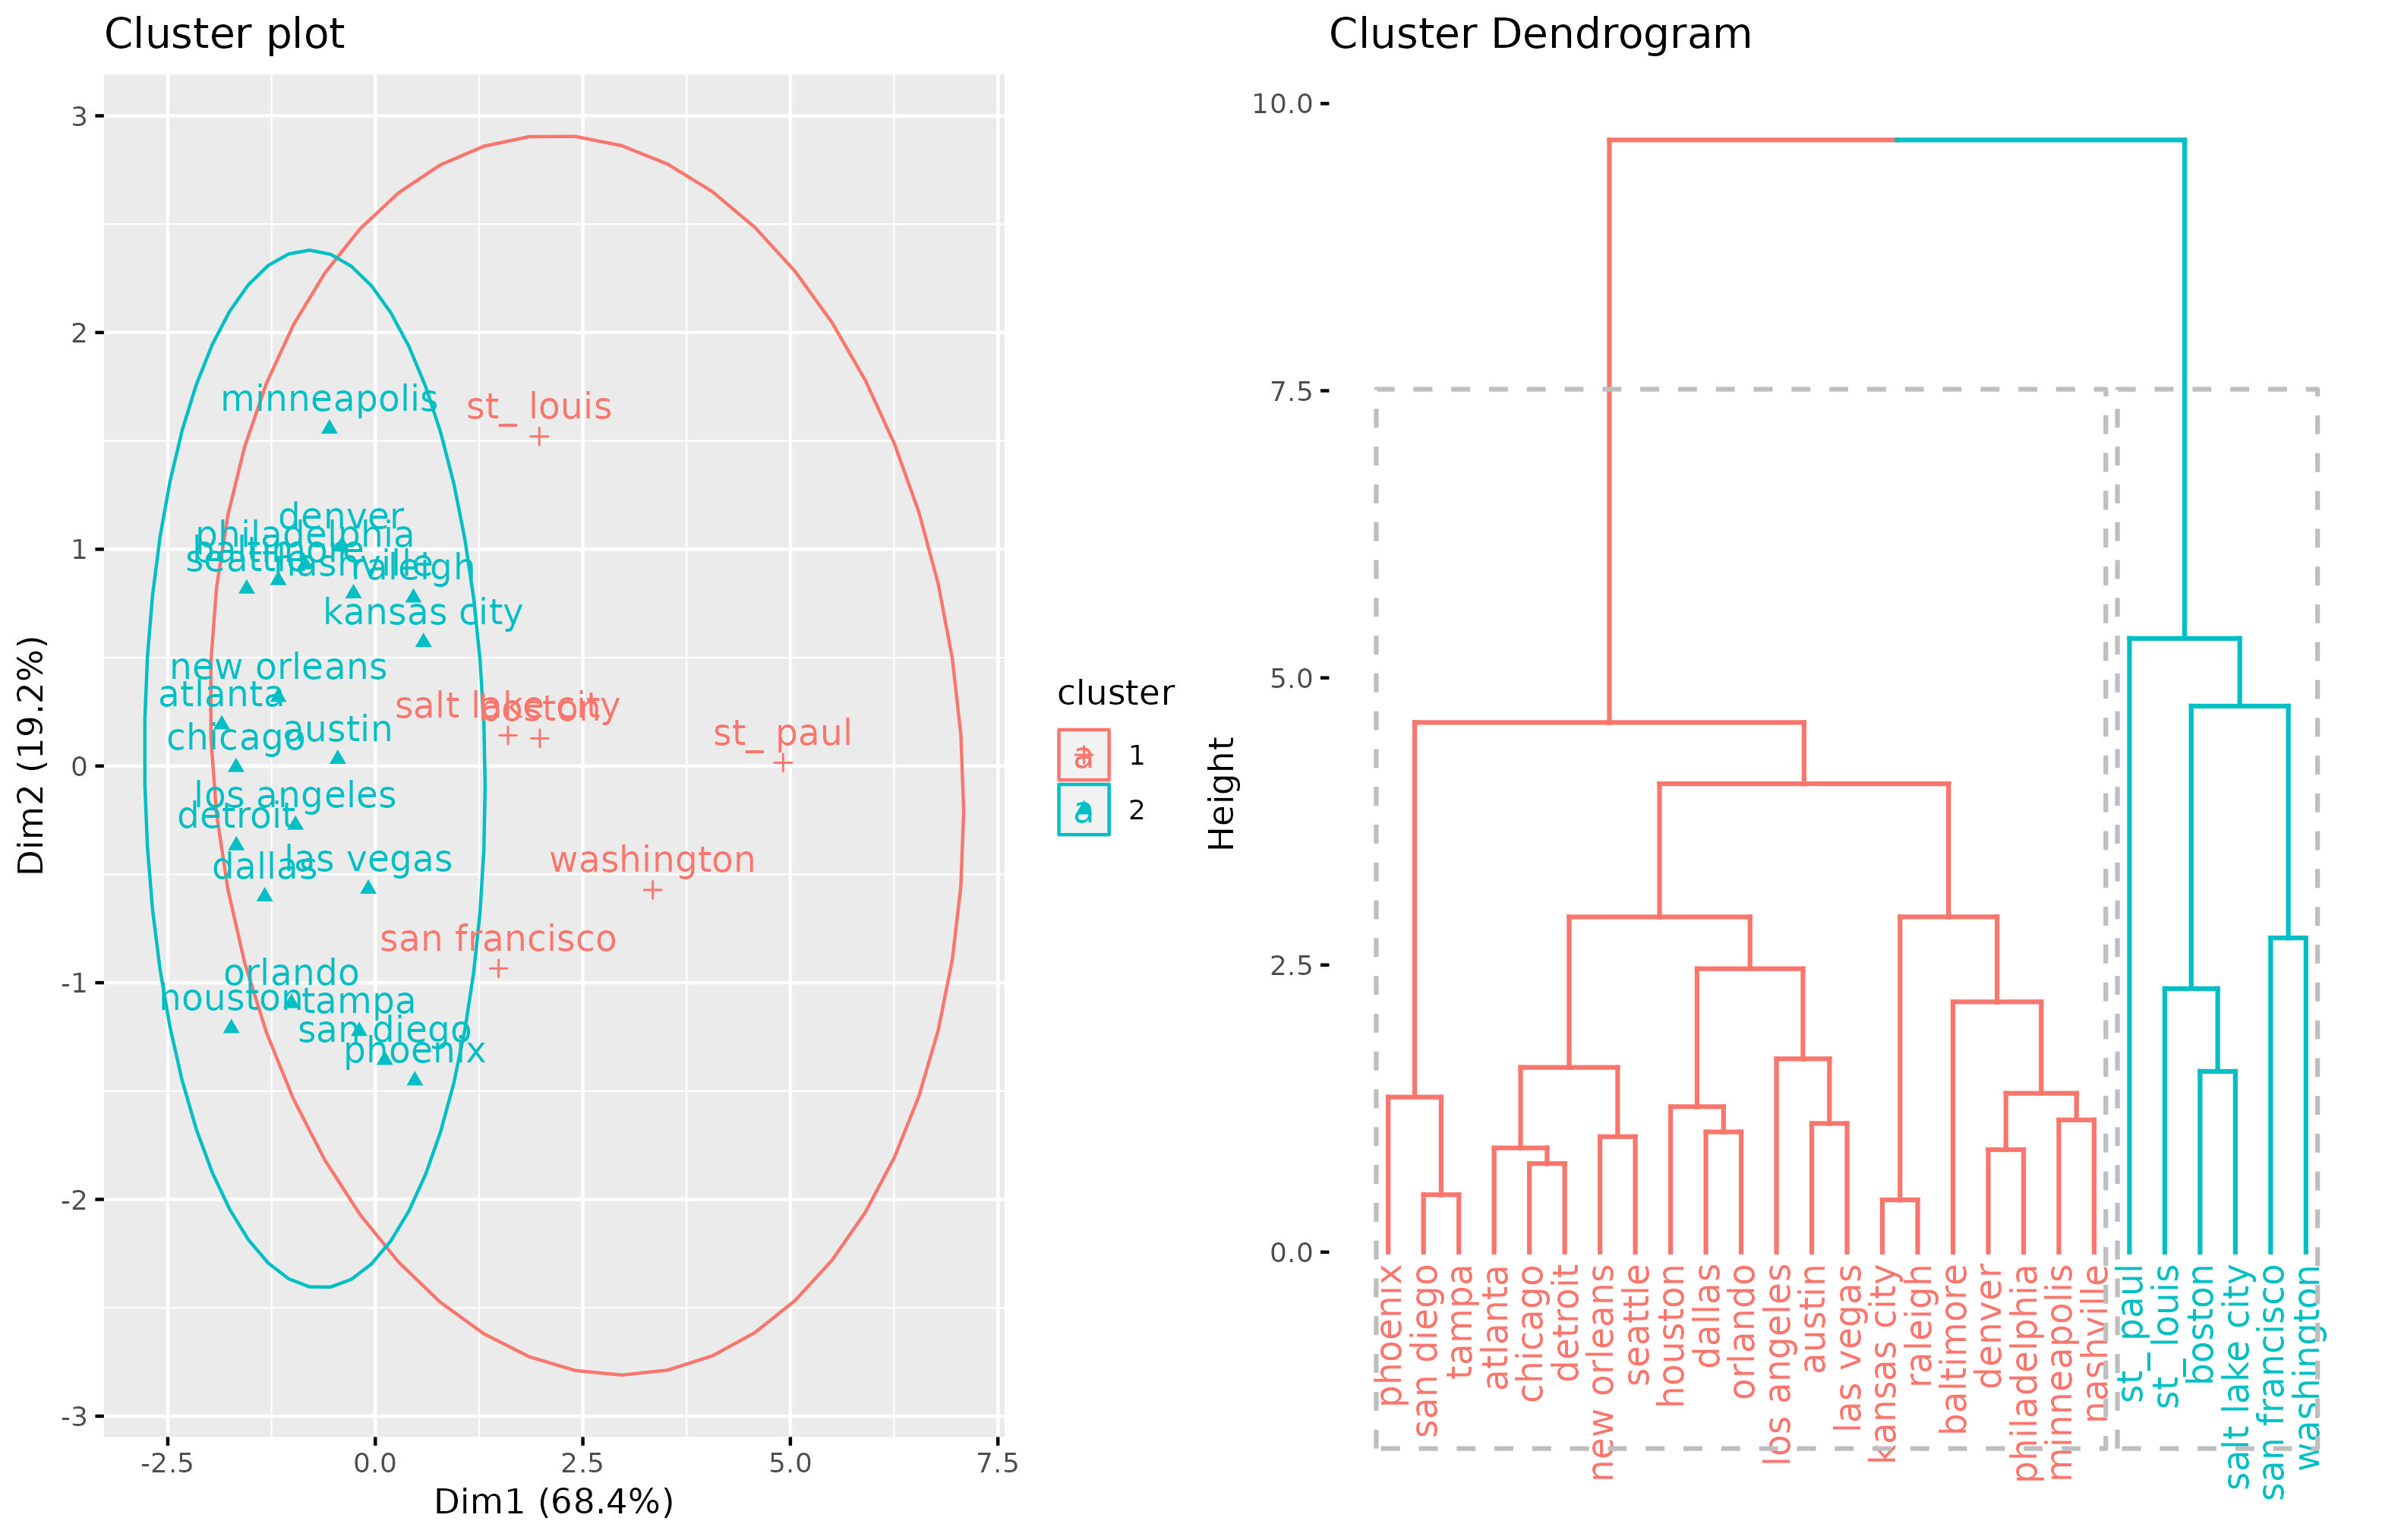 Cluster plot
3
2
1
0
-1
-2
-3
Dim2 (19.2%)
minneapolis
st_ louis
denver
philadelphia
baltimore
seattle
nashville
raleigh
kansas city
new orleans
atlanta
salt lake city
boston
austin
chicago
st_ paul
los angeles
detroit
dallas
las vegas
washington
san francisco
orlando
houston
tampa
san diego
phoenix
-2.5
0.0
2.5
5.0
7.5
Dim1 (68.4%)
cluster
a 1
a 2
Cluster Dendrogram
10.0
7.5
5.0
2.5
0.0
Height
phoenix
san diego
tampa
atlanta
chicago
detroit
new orleans
seattle
houston
dallas
orlando
los angeles
austin
las vegas
kansas city
raleigh
baltimore
denver
philadelphia
minneapolis
nashville
st_ paul
st_ louis
boston
salt lake city
san francisco
washington